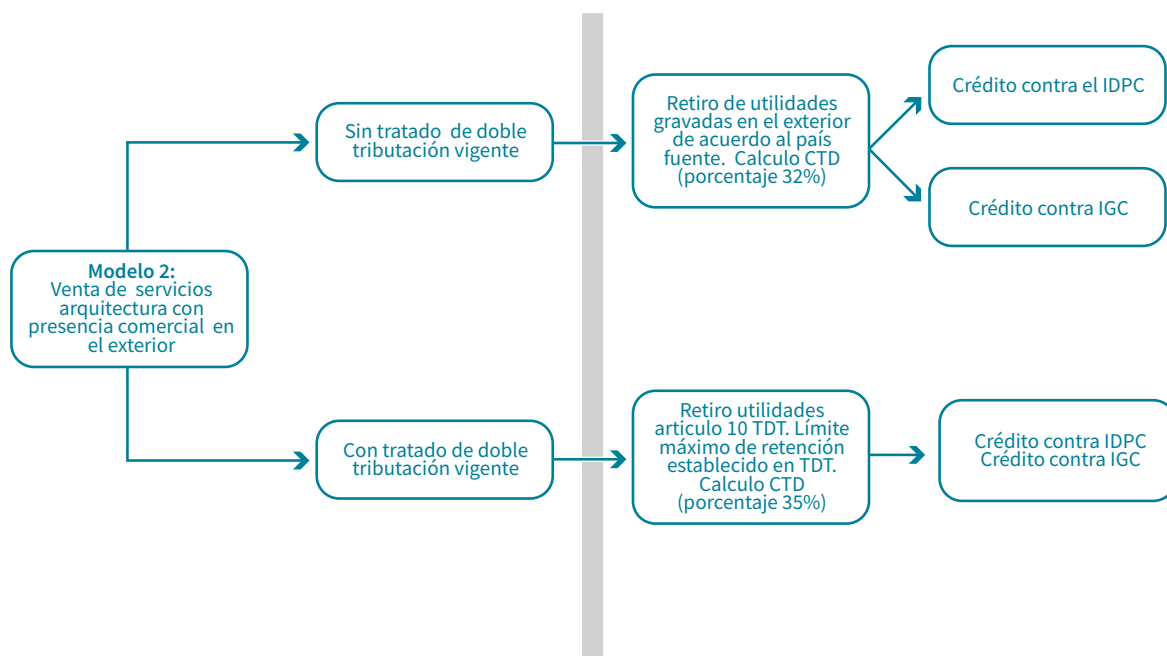 Modelo 2:
Venta de servicios
arquitectura con
presencia comercial en
el exterior
Sin tratado de doble
tributación vigente
Retiro de utilidades
gravadas en el exterior
de acuerdo al país
fuente. Calculo CTD
(porcentaje 32%)
Crédito contra el IDPC
Crédito contra IGC
Con tratado de doble
tributación vigente
Retiro utilidades
articulo 10 TDT. Límite
máximo de retención
establecido en TDT.
Calculo CTD
(porcentaje 35%)
Crédito contra IDPC
Crédito contra IGC